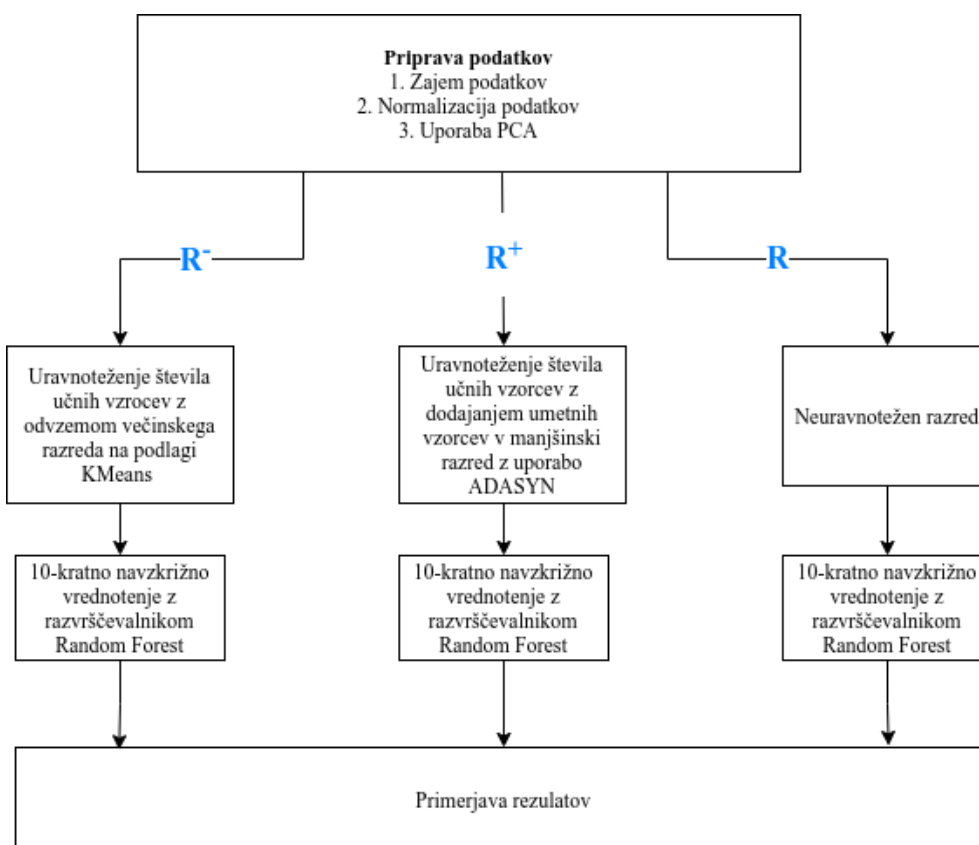 Priprava podatkov
1. Zajem podatkov
2. Normalizacija podatkov
3. Uporaba PCA
R-
R+
R
Uravnoteženje števila
učnih vzrocev z
odvzemom večinskega
razreda na podlagi
KMeans
Uravnoteženje števila
učnih vzorcev z
dodajanjem umetnih
vzorcev v manjšinski
razred z uporabo
ADASYN
Neuravnotežen razred
10-kratno navzkrižno
vrednotenje z
razvrščevalnikom
Random Forest
10-kratno navzkrižno
vrednotenje z
razvrščevalnikom
Random Forest
10-kratno navzkrižno
vrednotenje z
razvrščevalnikom
Random Forest
Primerjava rezulatov